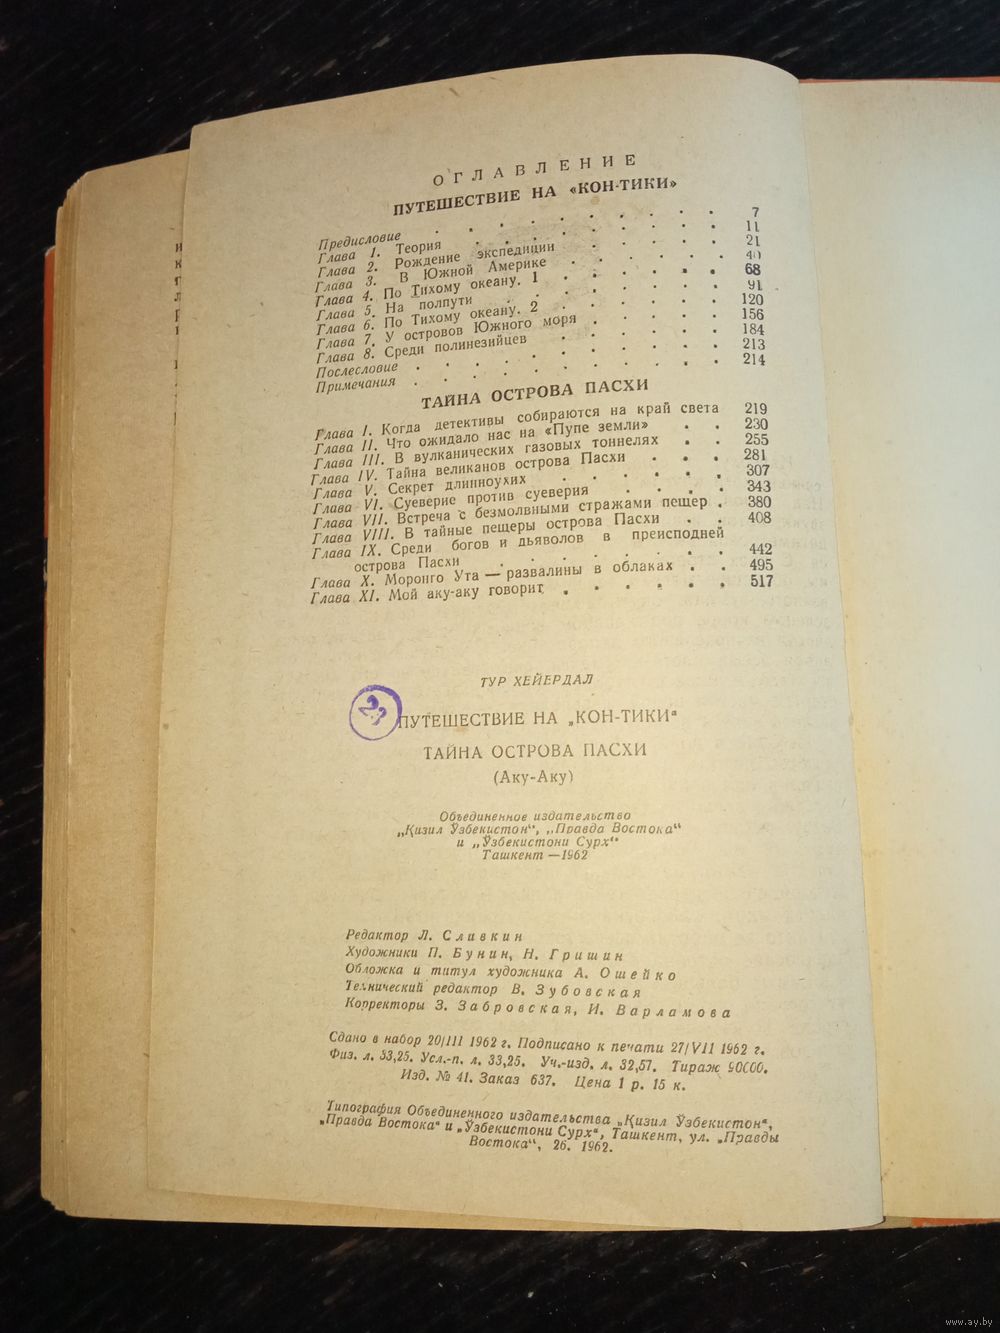 ОГЛАВЛЕНИЕ
ПУТЕШЕСТВИЕ НА «КОН-ТИКИ»
Предисловие . . . . . . . . . 7
Глава 1. Теория . . . . . . . . 11
Глава 2. Рождение экспедиции . . . . . 21
Глава 3. В Южной Америке . . . . . 40
Глава 4. По Тихому океану. 1 . . . . . 68
Глава 5. На полпути . . . . . . . 91
Глава 6. По Тихому океану. 2 . . . . . 120
Глава 7. У островов Южного моря . . . . 156
Глава 8. Среди полинезийцев . . . . . 184
Послесловие . . . . . . . . . 213
Примечания . . . . . . . . . 214
ТАЙНА ОСТРОВА ПАСХИ
Глава I. Когда детективы собираются на край света 219
Глава II. Что ожидало нас на «Пупе земли» . . 230
Глава III. В вулканических газовых тоннелях . . 255
Глава IV. Тайна великанов острова Пасхи . . . 281
Глава V. Секрет длинноухих . . . . . 307
Глава VI. Суеверие против суеверия . . . . 343
Глава VII. Встреча с безмолвными стражами пещер . 380
Глава VIII. В тайные пещеры острова Пасхи . . 408
Глава IX. Среди богов и дьяволов в преисподней
острова Пасхи . . . . . . . 442
Глава X. Моронго Ута — развалины в облаках . . 495
Глава XI. Мой аку-аку говорит . . . . . . 517
ТУР ХЕЙЕРДАЛ
23
ПУТЕШЕСТВИЕ НА „КОН-ТИКИ“
ТАЙНА ОСТРОВА ПАСХИ
(Аку-Аку)
Объединенное издательство
„Қизил Ўзбекистон“, „Правда Востока“
и „Ўзбекистони Сурх“
Ташкент —1962
Редактор Л. Сливкин
Художники П. Бунин, Н. Гришин
Обложка и титул художника А. Ошейко
Технический редактор В. Зубовская
Корректоры З. Забровская, И. Варламова
Сдано в набор 20/III 1962 г. Подписано к печати 27/VII 1962 г.
Физ. л. 33,25. Усл.-п. л. 33,25. Уч.-изд. л. 32,57. Тираж 90000.
Изд. № 41. Заказ 637. Цена 1 р. 15 к.
Типография Объединенного издательства „Қизил Ўзбекистон“,
„Правда Востока“ и „Ўзбекистони Сурх“, Ташкент, ул. „Правды
Востока“, 26. 1962.
www.ay.by